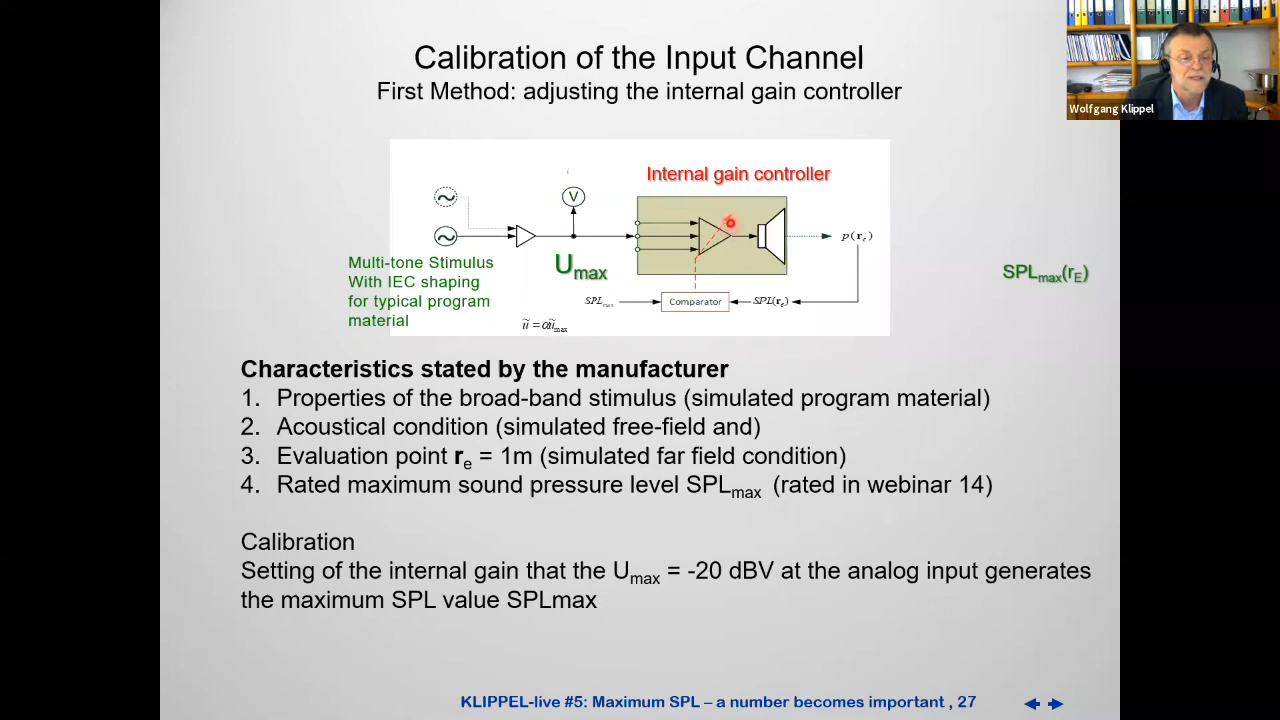 Calibration of the Input Channel
First Method: adjusting the internal gain controller
Wolfgang Klippel
Internal gain controller
V
Multi-tone Stimulus
With IEC shaping
for typical program
material
Umax
p(re)
SPLmax(rE)
SPLmax
Comparator
SPL(re)
ũ = αũmax
Characteristics stated by the manufacturer
1. Properties of the broad-band stimulus (simulated program material)
2. Acoustical condition (simulated free-field and)
3. Evaluation point re = 1m (simulated far field condition)
4. Rated maximum sound pressure level SPLmax (rated in webinar 14)
Calibration
Setting of the internal gain that the Umax = -20 dBV at the analog input generates
the maximum SPL value SPLmax
KLIPPEL-live #5: Maximum SPL – a number becomes important , 27